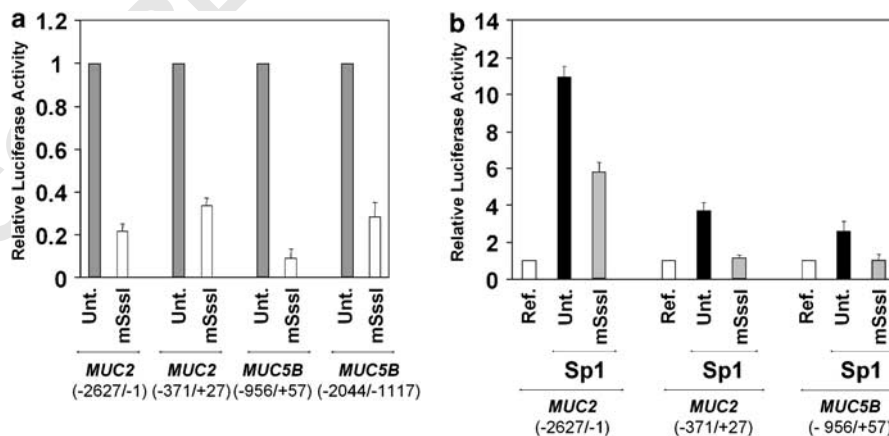 a
Relative Luciferase Activity
1.2
1
0.8
0.6
0.4
0.2
0
Unt.
mSssI
Unt.
mSssI
Unt.
mSssI
Unt.
mSssI
MUC2
(-2627/-1)
MUC2
(-371/+27)
MUC5B
(-956/+57)
MUC5B
(-2044/-1117)
b
Relative Luciferase Activity
14
12
10
8
6
4
2
0
Ref.
Unt.
mSssI
Ref.
Unt.
mSssI
Ref.
Unt.
mSssI
Sp1
Sp1
Sp1
MUC2
(-2627/-1)
MUC2
(-371/+27)
MUC5B
(- 956/+57)